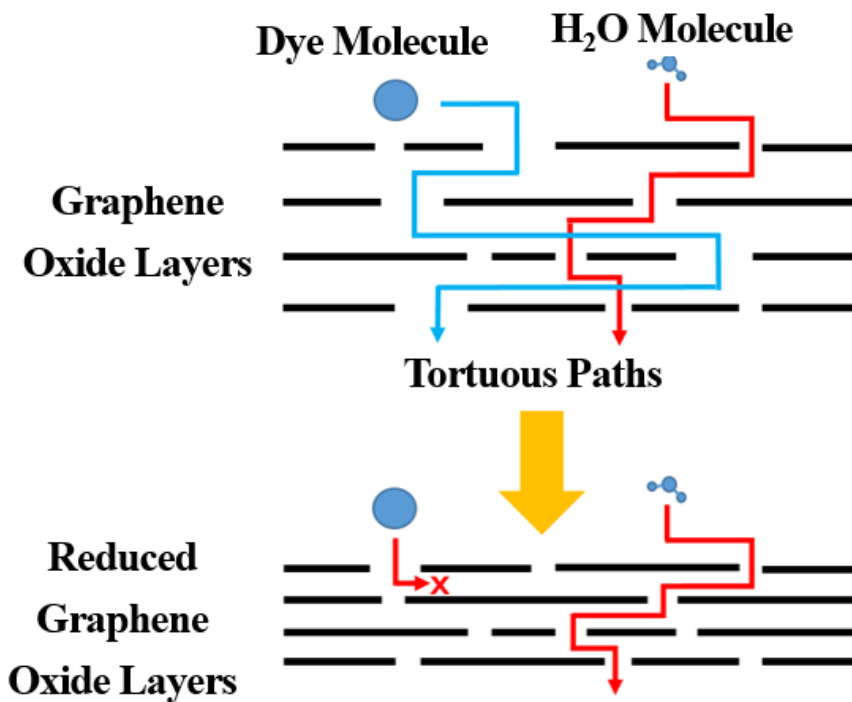 Dye Molecule
H₂O Molecule
Graphene
Oxide Layers
Tortuous Paths
Reduced
Graphene
Oxide Layers
x